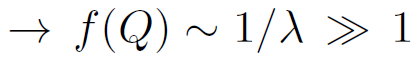 → f(Q) ∼ 1/λ ≫ 1